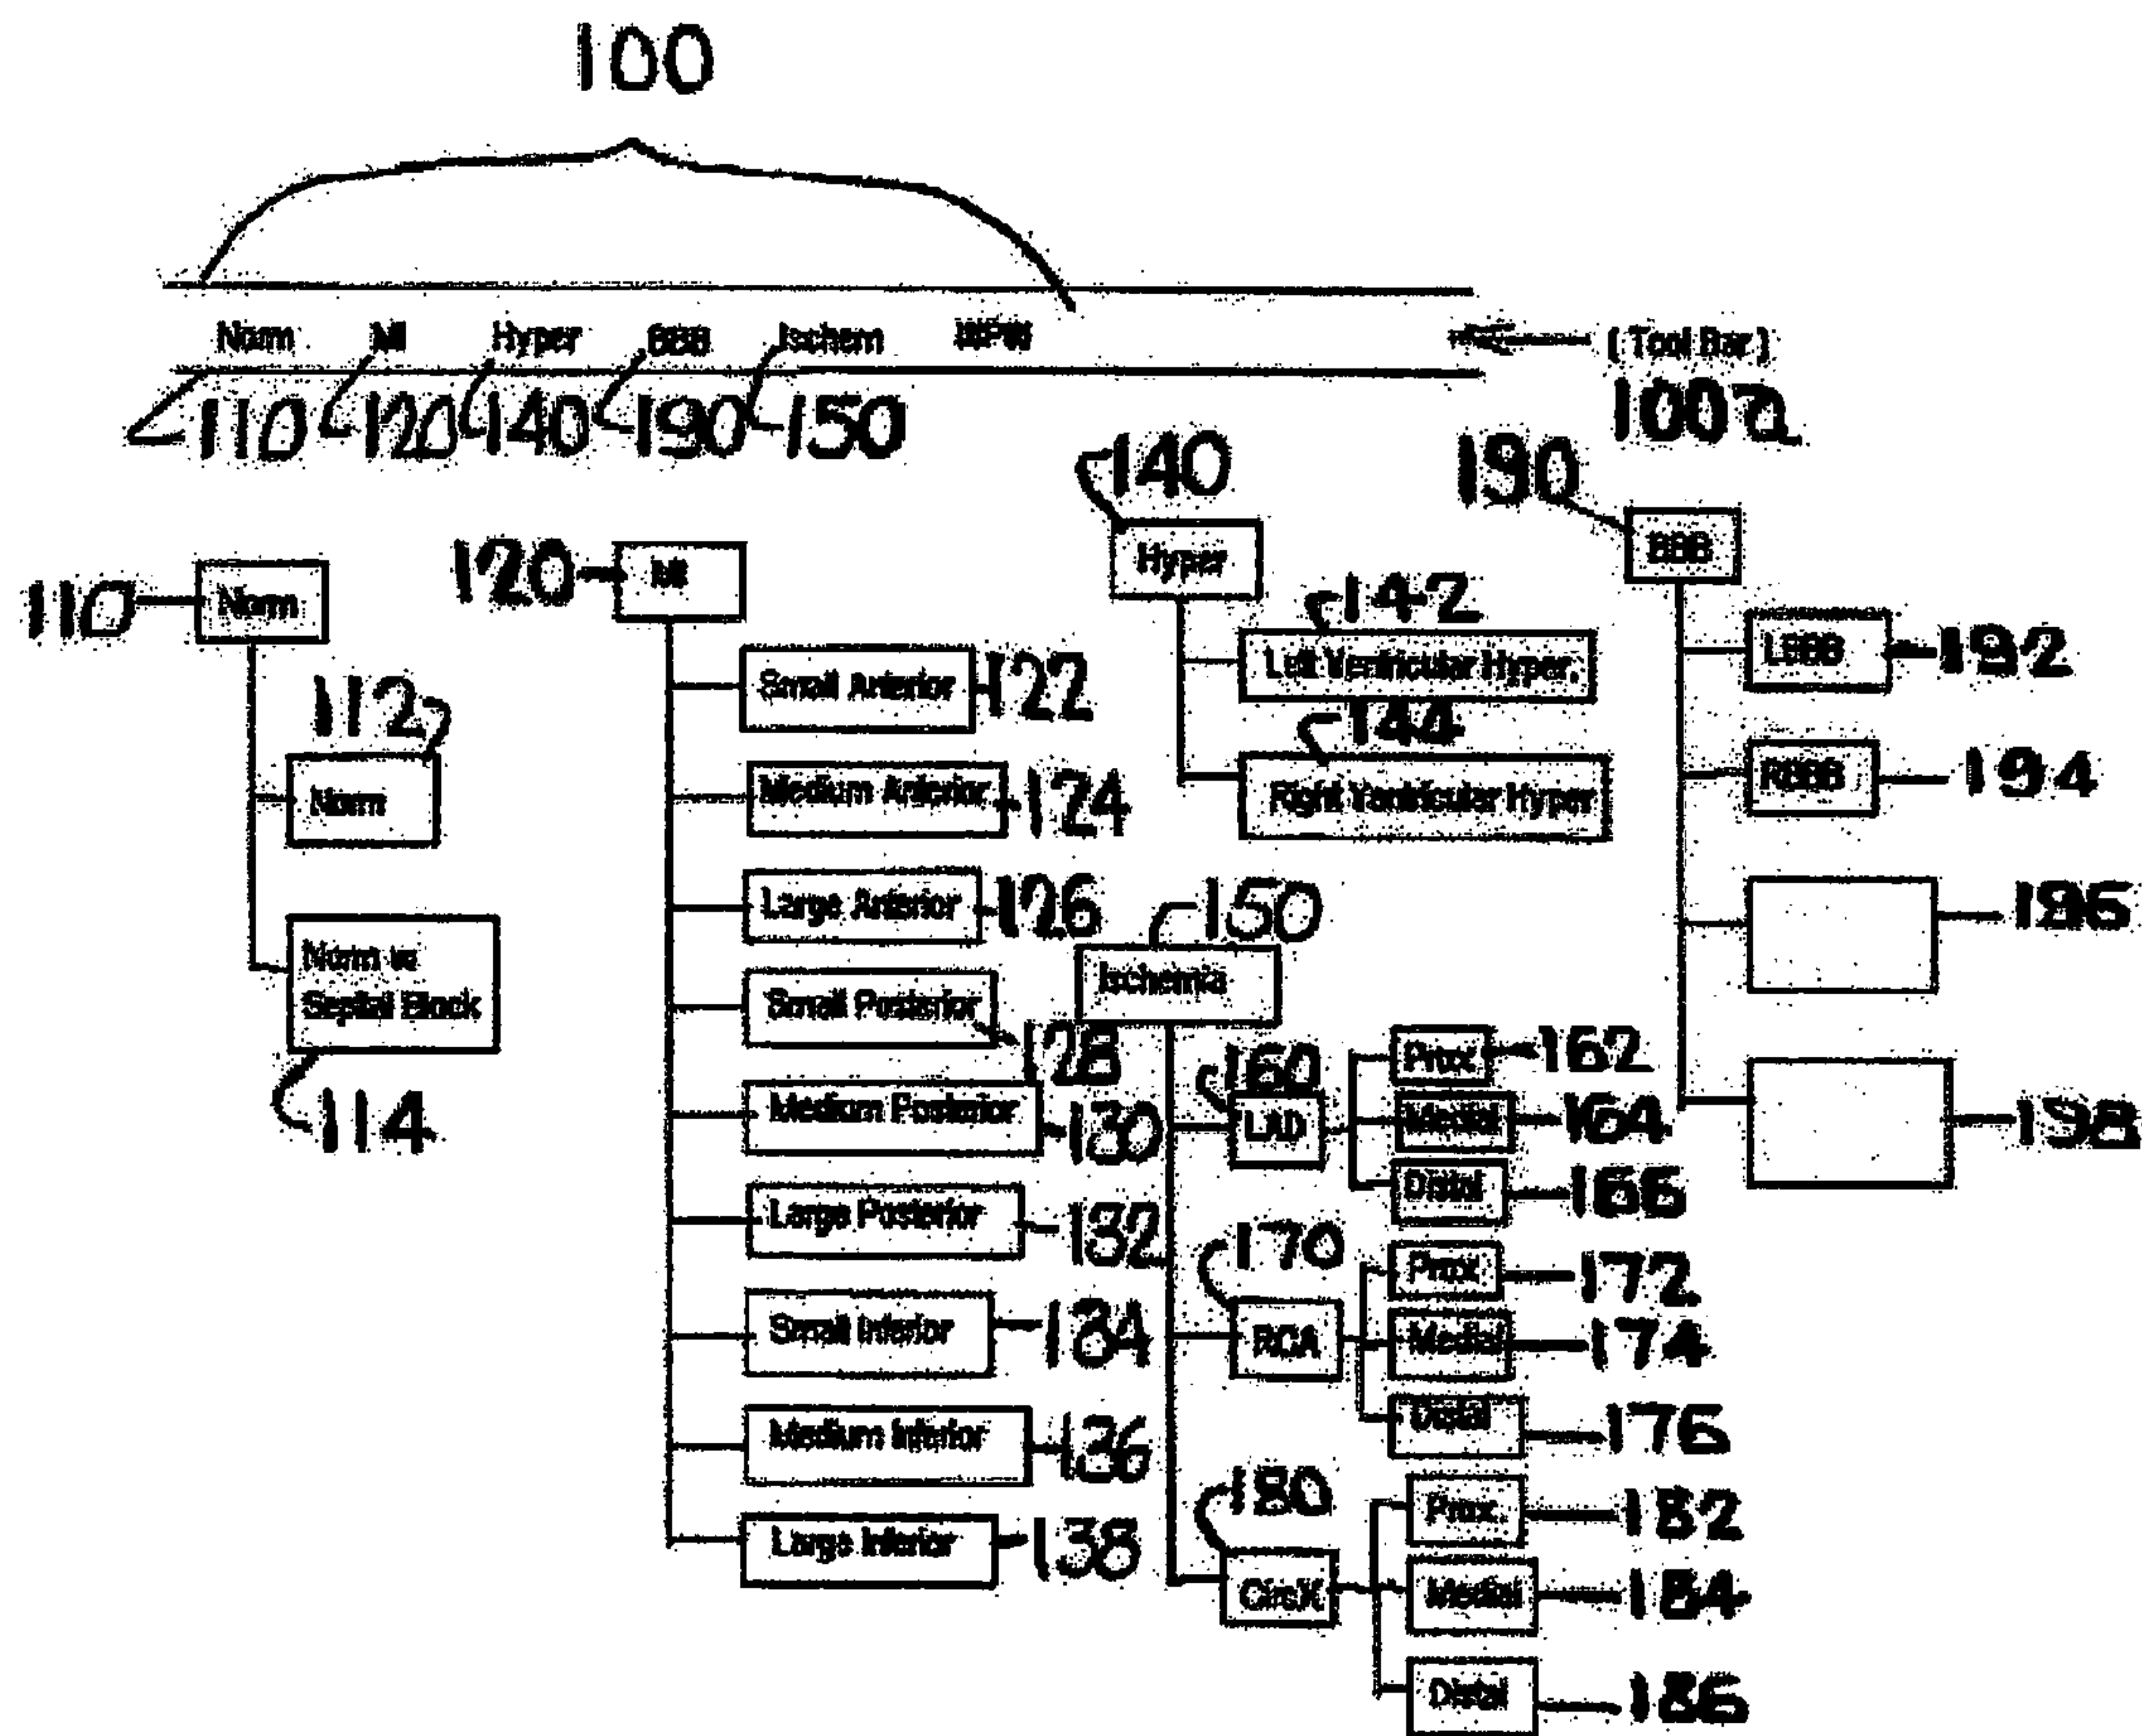 100
Norm MI Hyper BBB Ischem WPW [ Tool Bar ]
110 120 140 190 150 100a
140 190
110 Norm 120 MI Hyper BBB
142
Left Ventricular Hyper. LBBB 192
Small Anterior 122
112 144
Norm Medium Anterior 124 Right Ventricular Hyper RBBB 194
Large Anterior 126 150 196
Norm w
Septal Block
114
Ischemia
Small Posterior 128
160 LAD Prox 162
Medial 164
Distal 166
198
Medium Posterior 130
Large Posterior 132
170 RCA Prox 172
Medial 174
Distal 176
Small Inferior 134
Medium Inferior 136
180 CircX Prox. 182
Medial 184
Distal 186
Large Inferior 138